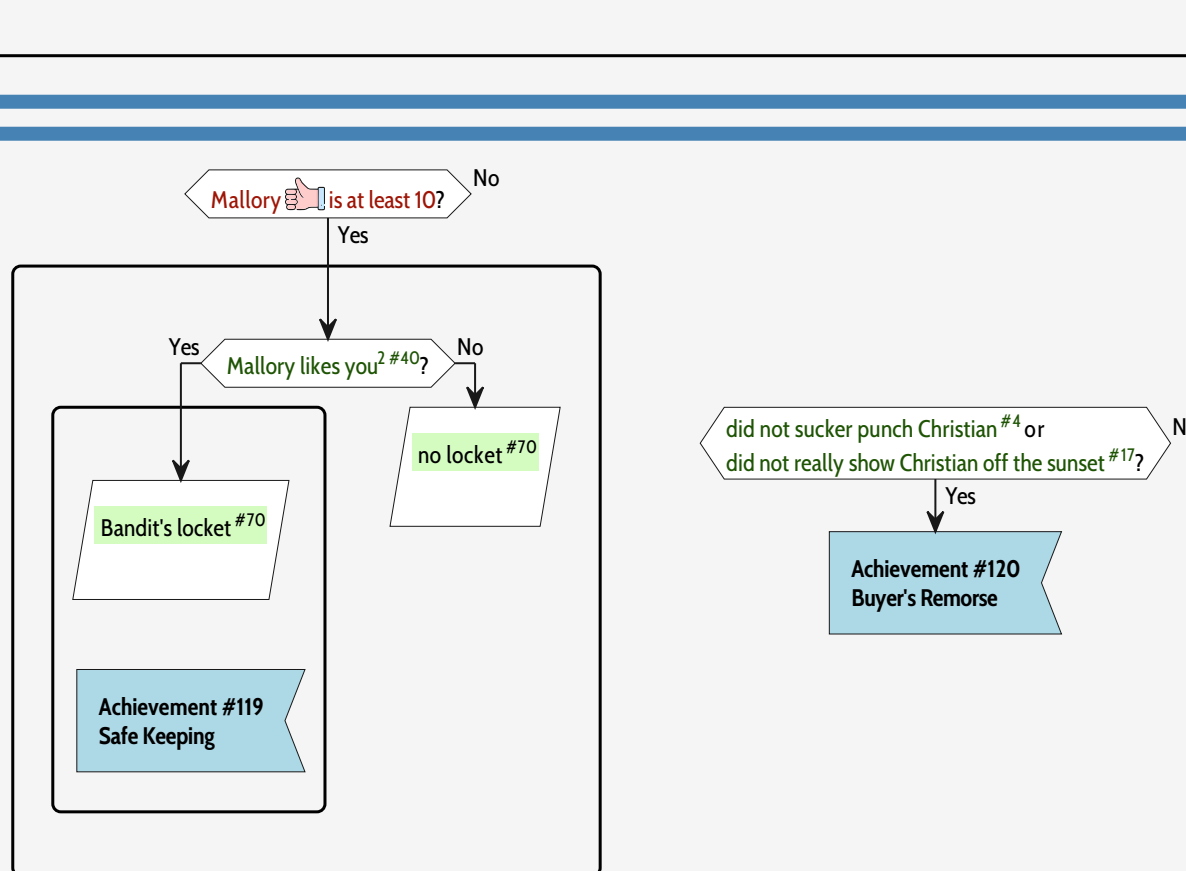 Mallory is at least 10?
No
Yes
Yes
Mallory likes you2 #40?
No
no locket #70
Bandit's locket #70
Achievement #119
Safe Keeping
did not sucker punch Christian #4 or
did not really show Christian off the sunset #17?
N
Yes
Achievement #120
Buyer's Remorse